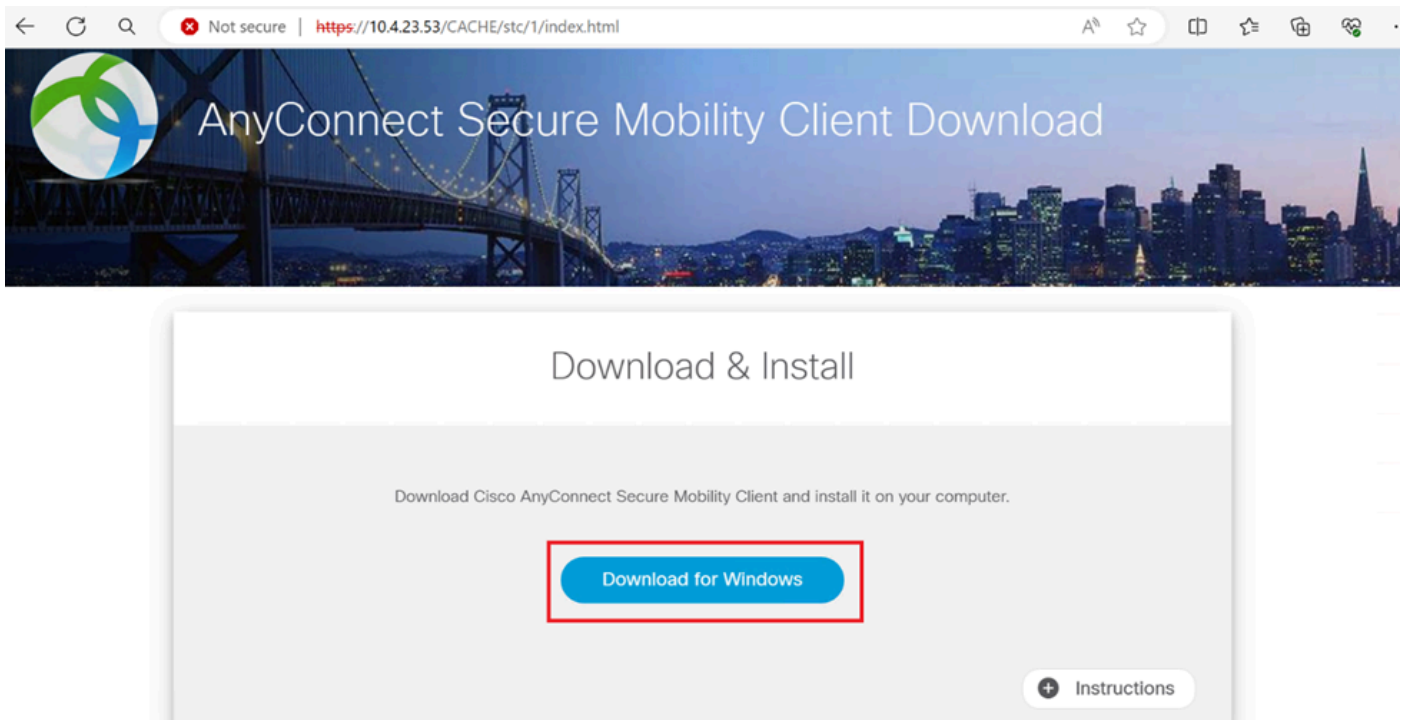 Not secure | https://10.4.23.53/CACHE/stc/1/index.html
AnyConnect Secure Mobility Client Download
Download & Install
Download Cisco AnyConnect Secure Mobility Client and install it on your computer.
Download for Windows
Instructions